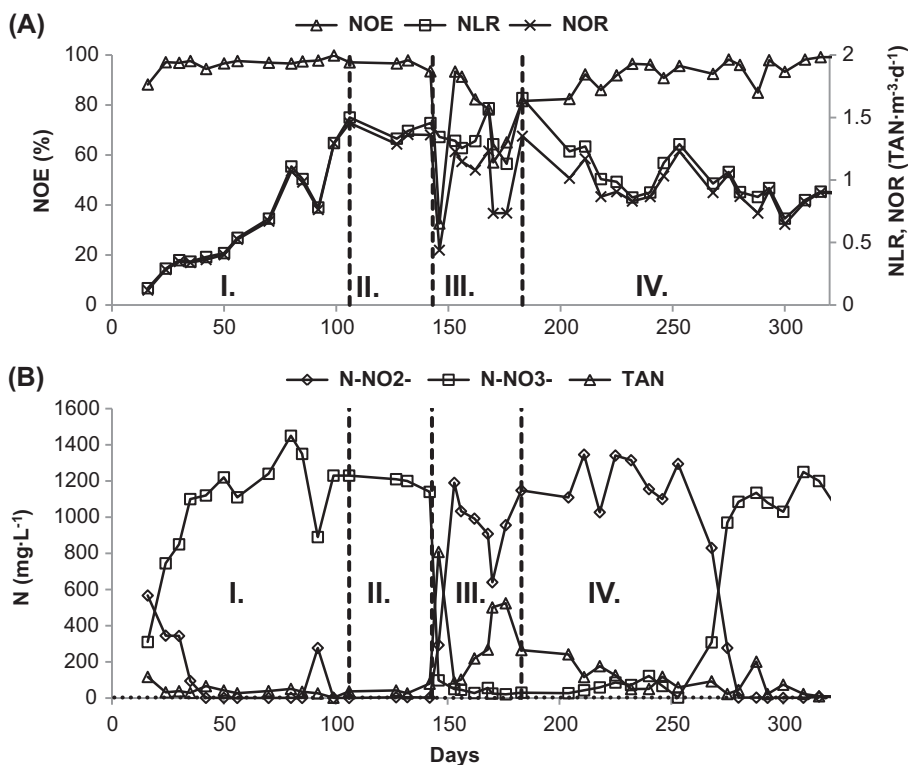 (A)
NOE NLR NOR
NOE (%)
100
80
60
40
20
0
2
1.5
1
0.5
0
NLR, NOR (TAN·m-3·d-1)
I. II. III. IV.
0 50 100 150 200 250 300
(B)
N-NO2- N-NO3- TAN
N (mg·L-1)
1600
1400
1200
1000
800
600
400
200
0
I. II. III. IV.
0 50 100 150 200 250 300
Days